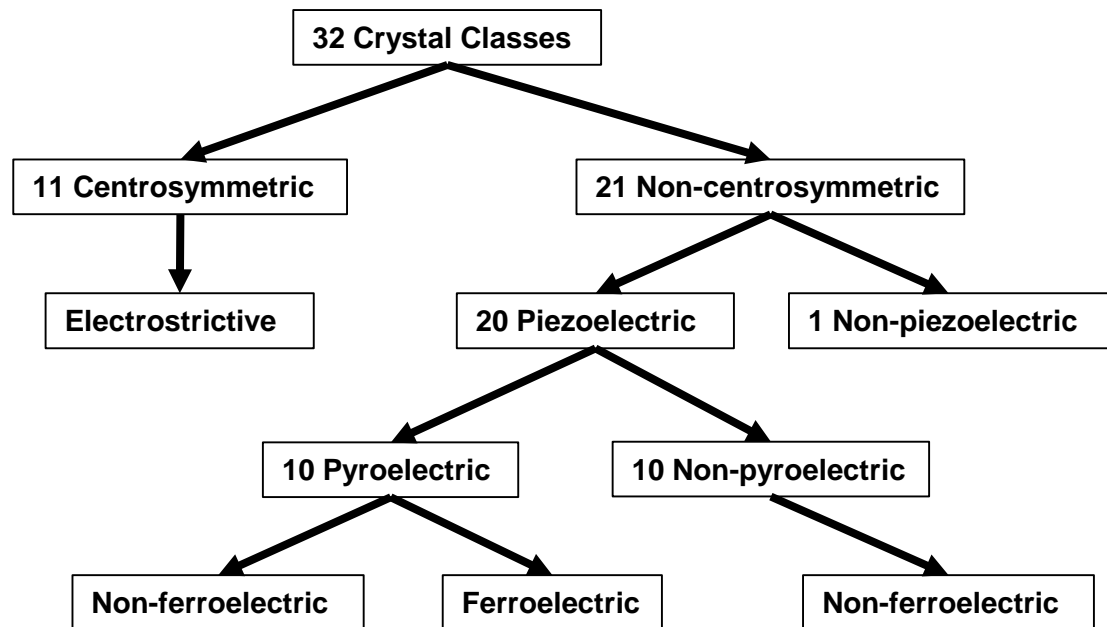 32 Crystal Classes
11 Centrosymmetric
21 Non-centrosymmetric
Electrostrictive
20 Piezoelectric
1 Non-piezoelectric
10 Pyroelectric
10 Non-pyroelectric
Non-ferroelectric
Ferroelectric
Non-ferroelectric